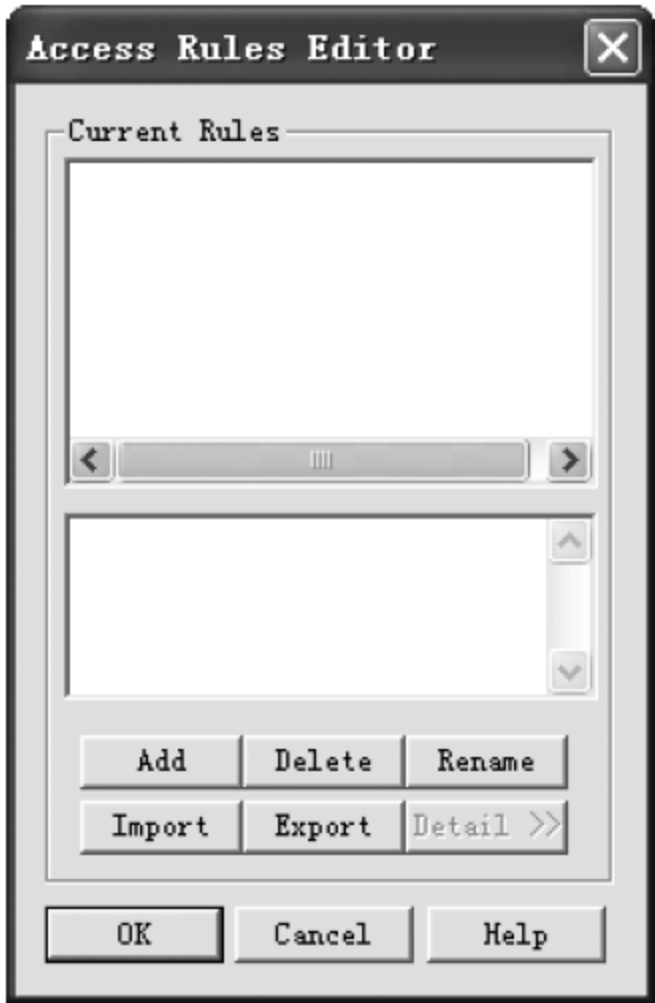 Access Rules Editor
Current Rules
Add Delete Rename
Import Export Detail >>
OK Cancel Help